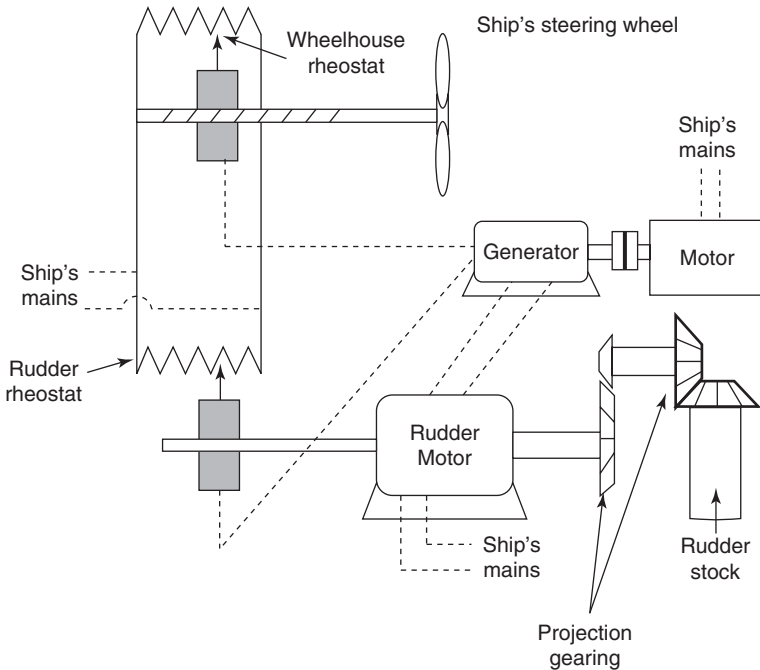 Ship's steering wheel
Wheelhouse
rheostat
Ship's
mains
Generator
Motor
Ship's
mains
Rudder
rheostat
Rudder
Motor
Ship's
mains
Rudder
stock
Projection
gearing